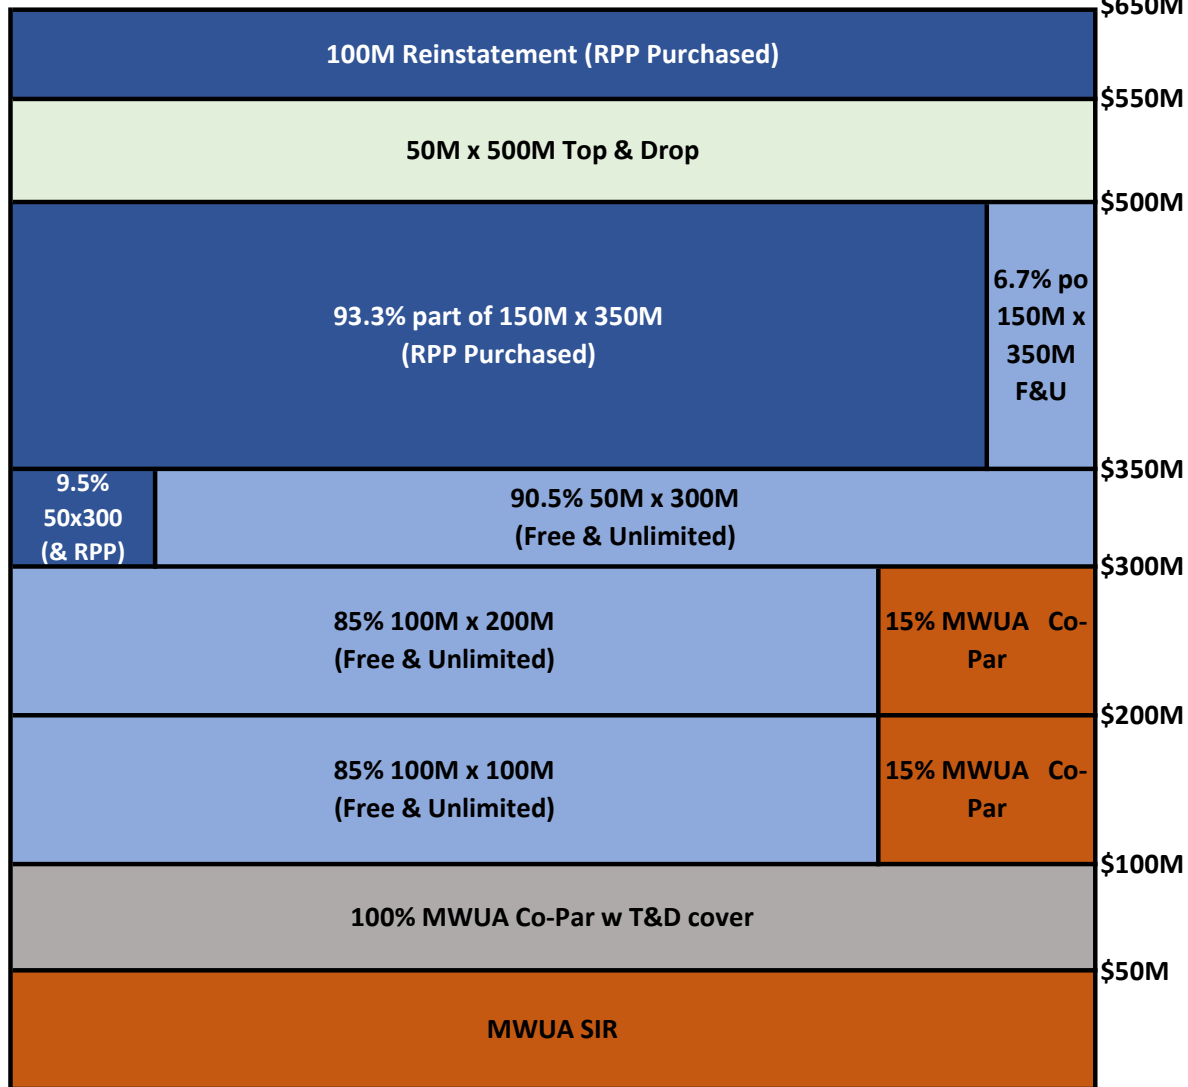 $650M
100M Reinstatement (RPP Purchased)
$550M
50M x 500M Top & Drop
$500M
93.3% part of 150M x 350M
(RPP Purchased)
6.7% po
150M x
350M
F&U
$350M
9.5%
50x300
(& RPP)
90.5% 50M x 300M
(Free & Unlimited)
$300M
85% 100M x 200M
(Free & Unlimited)
15% MWUA Co-
Par
$200M
85% 100M x 100M
(Free & Unlimited)
15% MWUA Co-
Par
$100M
100% MWUA Co-Par w T&D cover
$50M
MWUA SIR